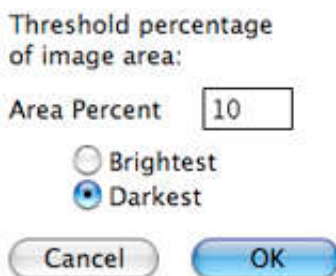 Threshold percentage
of image area:
Area Percent 10
Brightest
Darkest
Cancel OK